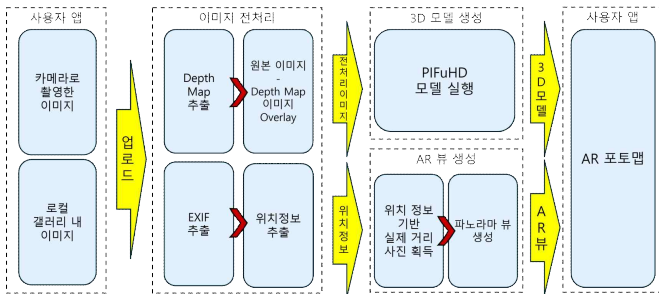 사용자 앱
카메라로
촬영한
이미지
로컬
갤러리 내
이미지
업로드
이미지 전처리
Depth
Map
추출
원본 이미지
-
Depth Map
이미지
Overlay
EXIF
추출
위치정보
추출
전처리이미지
위치정보
3D 모델 생성
PIFuHD
모델 실행
AR 뷰 생성
위치 정보
기반
실제 거리
사진 획득
파노라마 뷰
생성
3D모델
AR뷰
사용자 맵
AR 포토맵